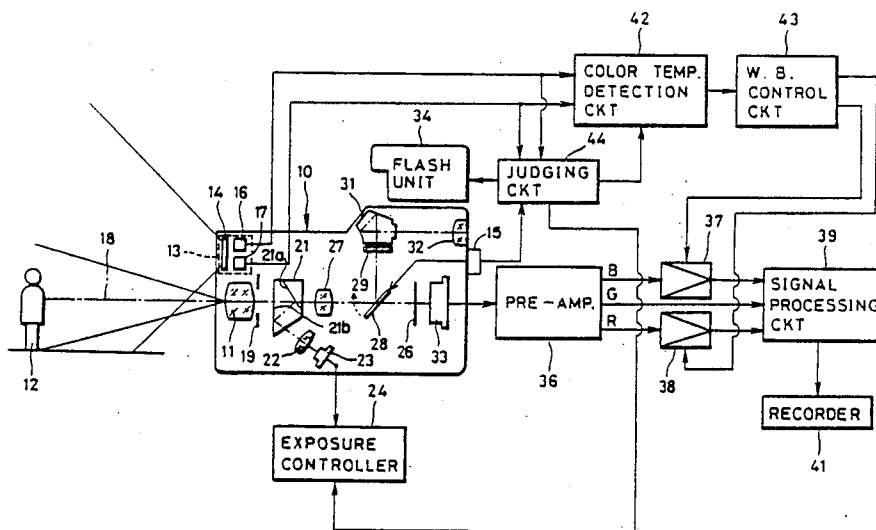 42
43
COLOR TEMP.
DETECTION
CKT
W. B.
CONTROL
CKT
34
FLASH
UNIT
44
JUDGING
CKT
10
14
16
17
13
21
21a
27
31
29
32
15
18
11
19
21b
28
26
33
22
23
12
PRE-AMP.
36
B
G
R
37
38
39
SIGNAL
PROCESSING
CKT
24
EXPOSURE
CONTROLLER
RECORDER
41